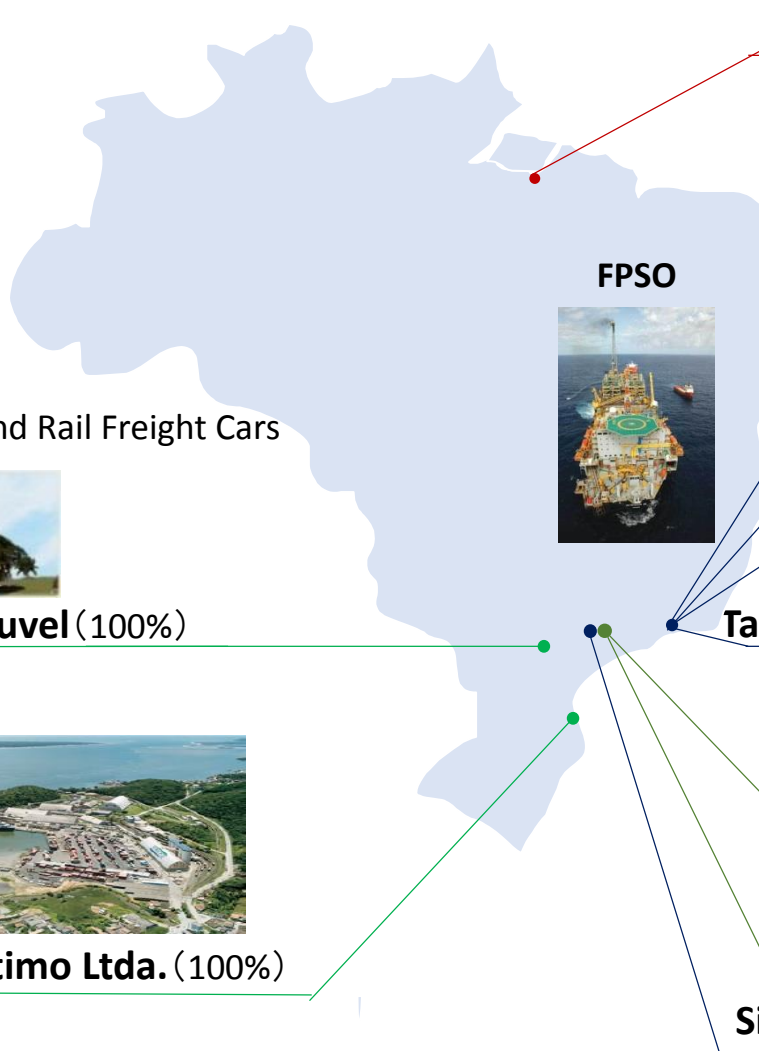 FPSO
nd Rail Freight Cars
uvel（100%）
Ta
timo Ltda.（100%）
Si